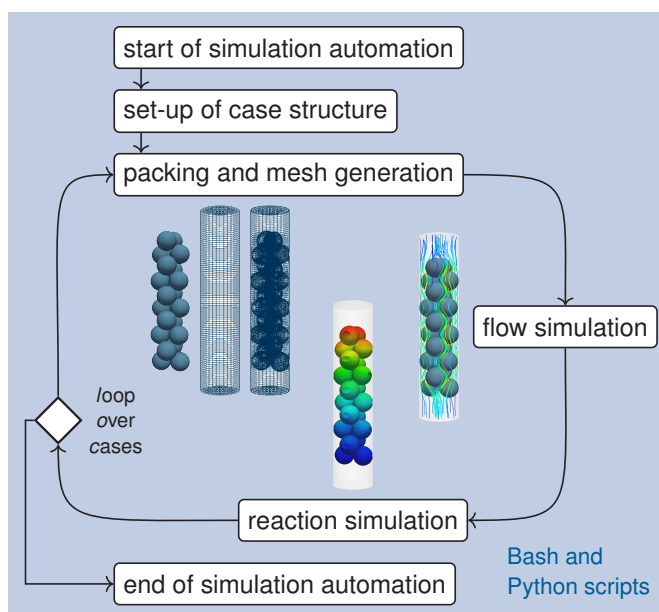 start of simulation automation
set-up of case structure
packing and mesh generation
flow simulation
loop
over
cases
reaction simulation
end of simulation automation
Bash and
Python scripts